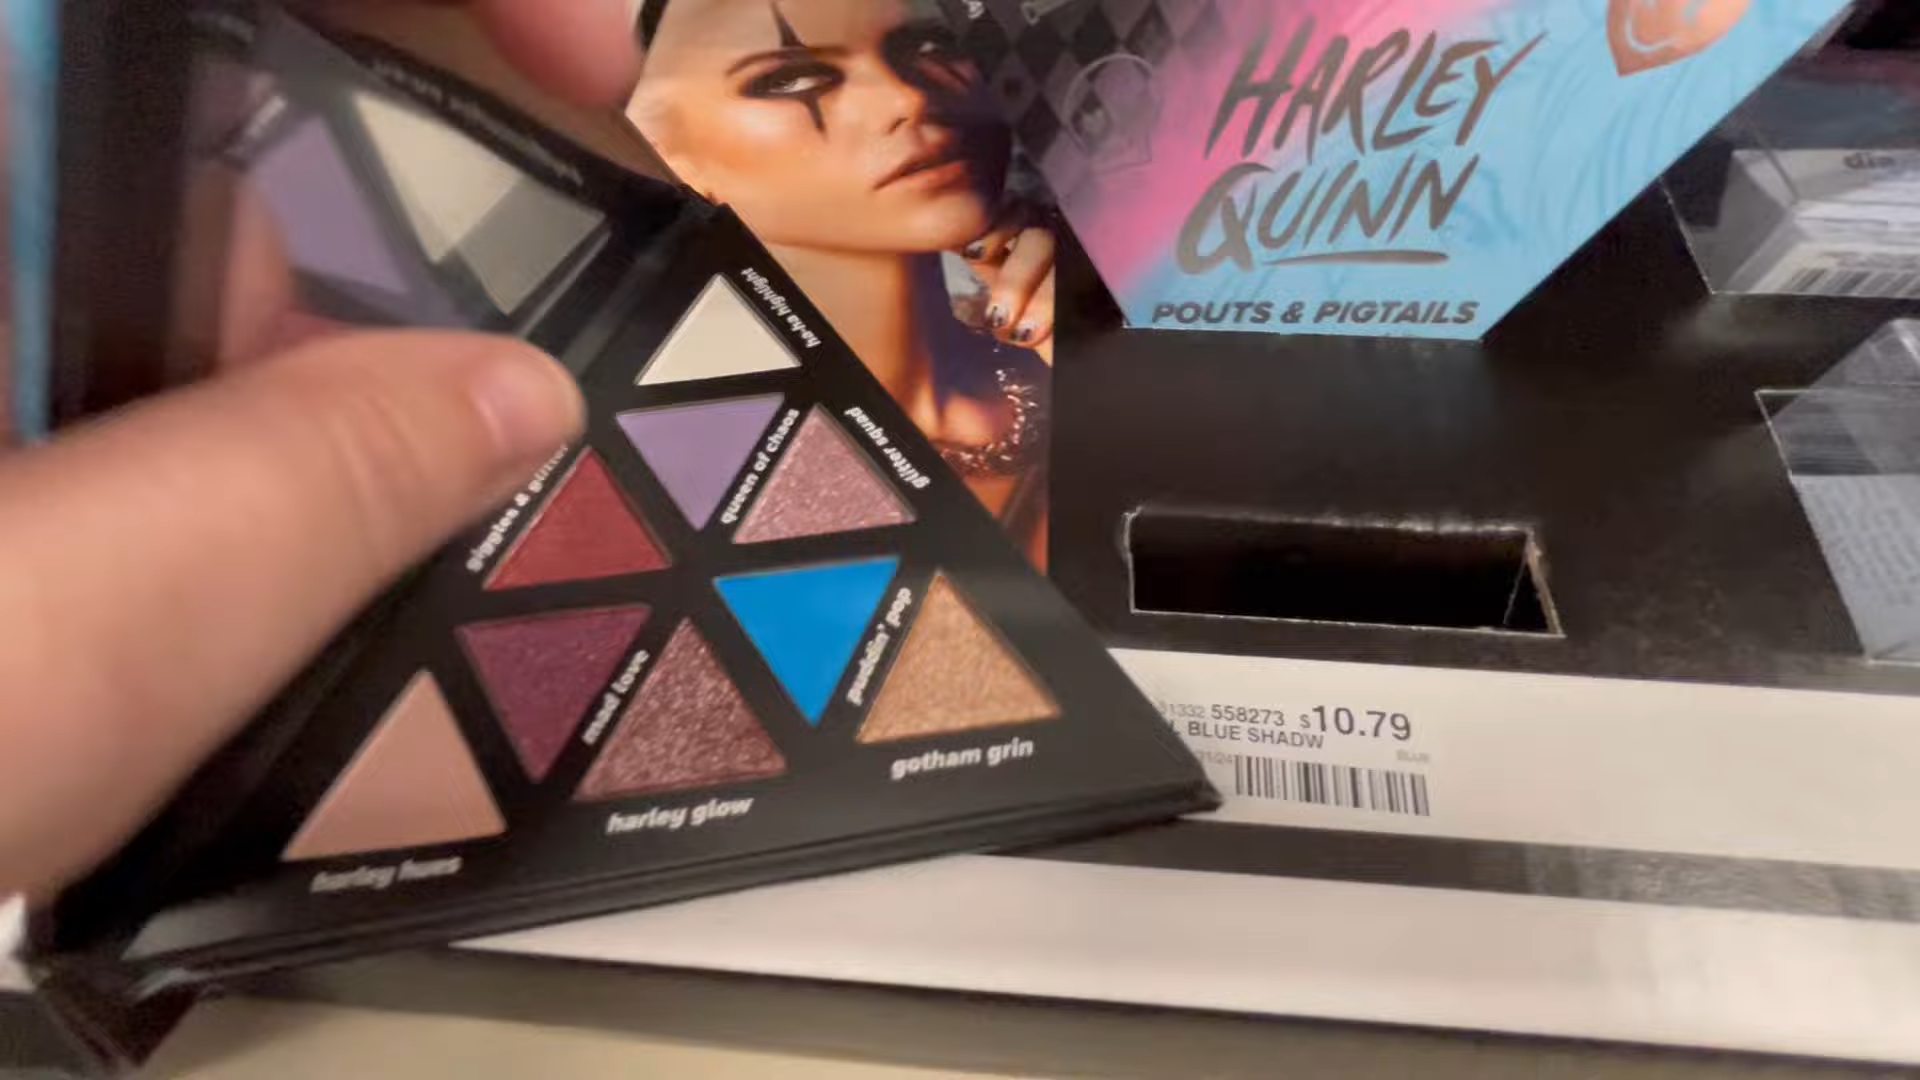 HARLEY
QUINN
POUTS & PIGTAILS
ha-ha highlight
queen of chaos
glitter squad
giggles & glitter
mad love
puddin' pop
harley hues
harley glow
gotham grin
558273 $10.79
BLUE SHADW
BLUE